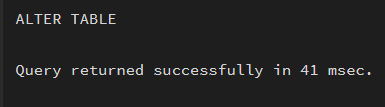 ALTER TABLE
Query returned successfully in 41 msec.